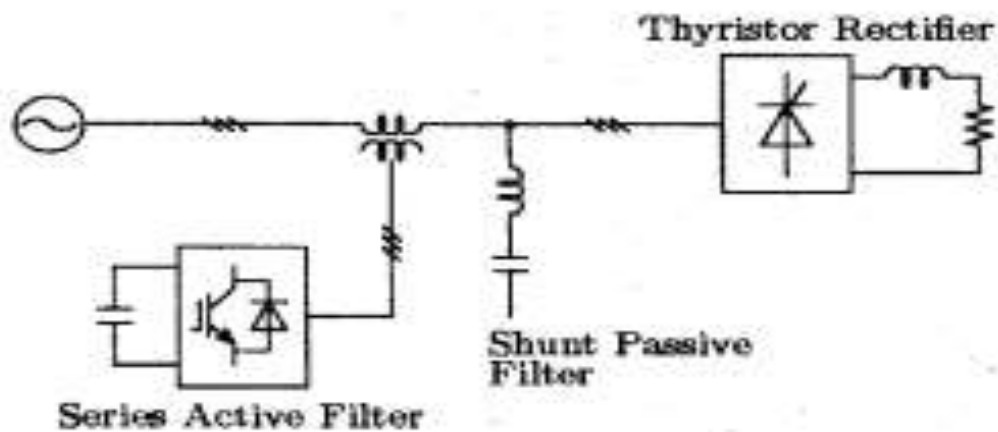 Thyristor Rectifier
Shunt Passive
Filter
Series Active Filter